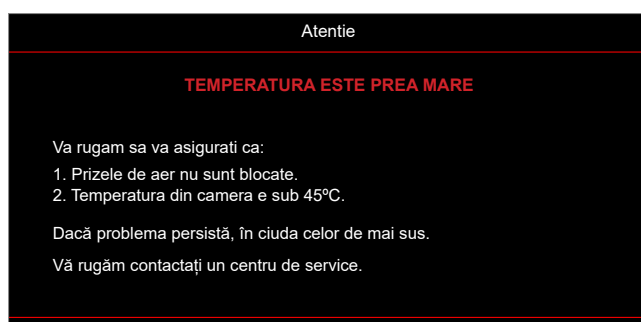 Atentie
TEMPERATURA ESTE PREA MARE
Va rugam sa va asigurati ca:
1. Prizele de aer nu sunt blocate.
2. Temperatura din camera e sub 45ºC.
Dacă problema persistă, în ciuda celor de mai sus.
Vă rugăm contactați un centru de service.